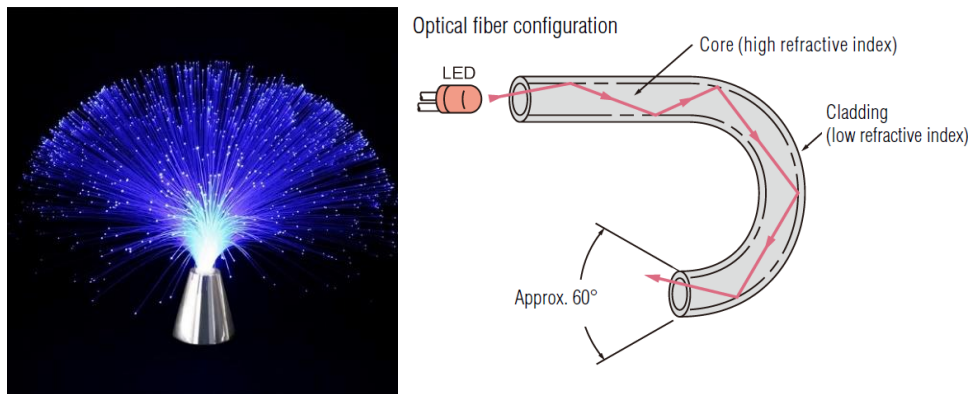 Optical fiber configuration
Core (high refractive index)
LED
Cladding
(low refractive index)
Approx. 60°